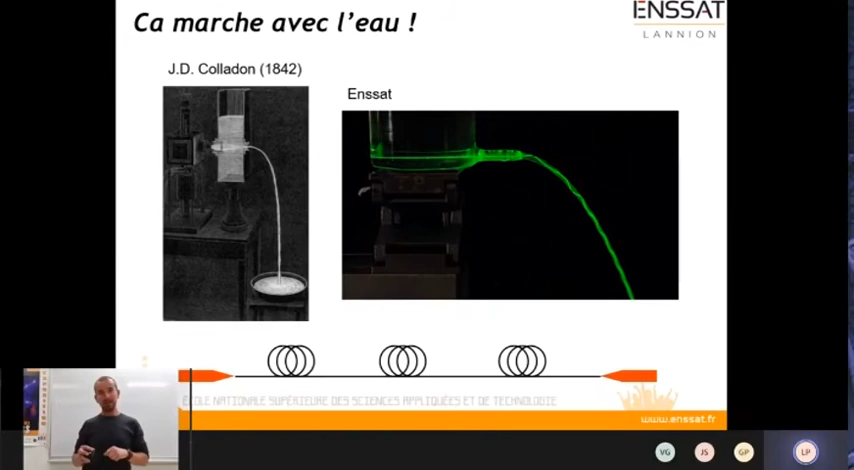 Ca marche avec l'eau !
ENSSAT
LANNION
J.D. Colladon (1842)
Enssat
ÉCOLE NATIONALE SUPÉRIEURE DES SCIENCES APPLIQUÉES ET DE TECHNOLOGIE
www.enssat.fr
VG
JS
GP
LP